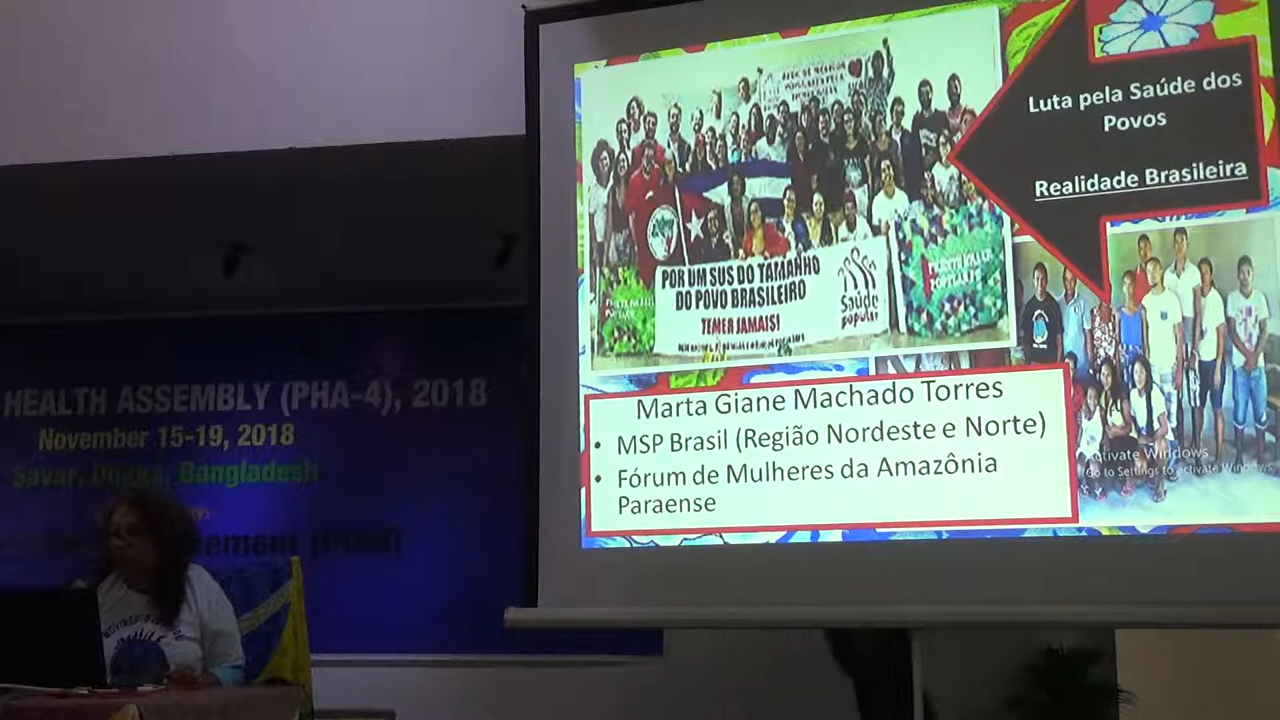 HEALTH ASSEMBLY (PHA-4), 2018
November 15-19, 2018
Savar, Dhaka, Bangladesh
Luta pela Saúde dos
Povos
Realidade Brasileira
POR UM SUS DO TAMANHO
DO POVO BRASILEIRO
TEMER JAMAIS!
Saúde
popular
Marta Giane Machado Torres
• MSP Brasil (Região Nordeste e Norte)
• Fórum de Mulheres da Amazônia
Paraense
Activate Windows
Go to Settings to activate Windows